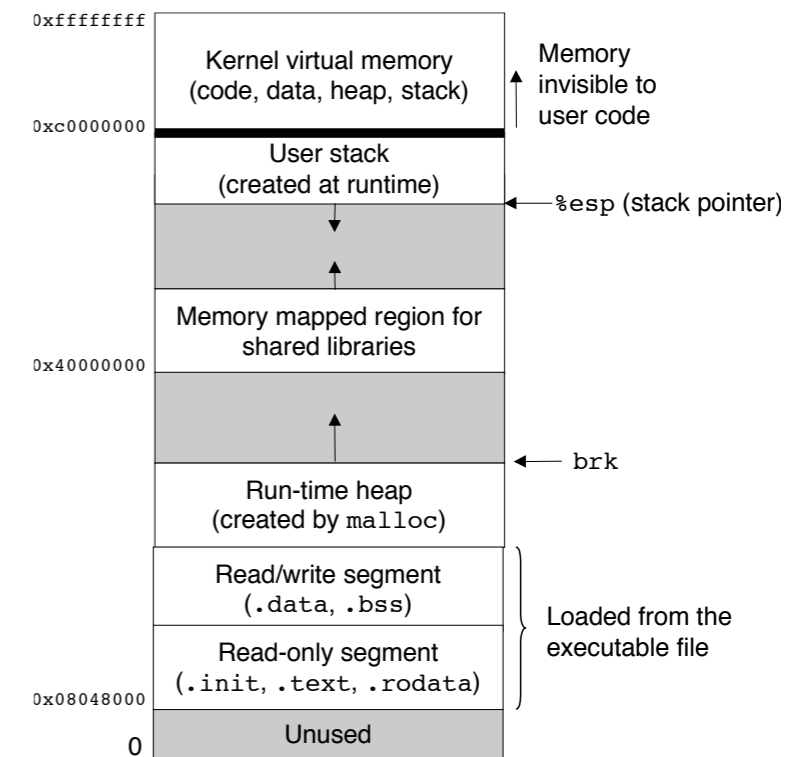 0xffffffff
Kernel virtual memory
(code, data, heap, stack)
Memory
invisible to
user code
0xc0000000
User stack
(created at runtime)
%esp (stack pointer)
Memory mapped region for
shared libraries
0x40000000
brk
Run-time heap
(created by malloc)
Read/write segment
(.data, .bss)
Loaded from the
executable file
Read-only segment
(.init, .text, .rodata)
0x08048000
Unused
0